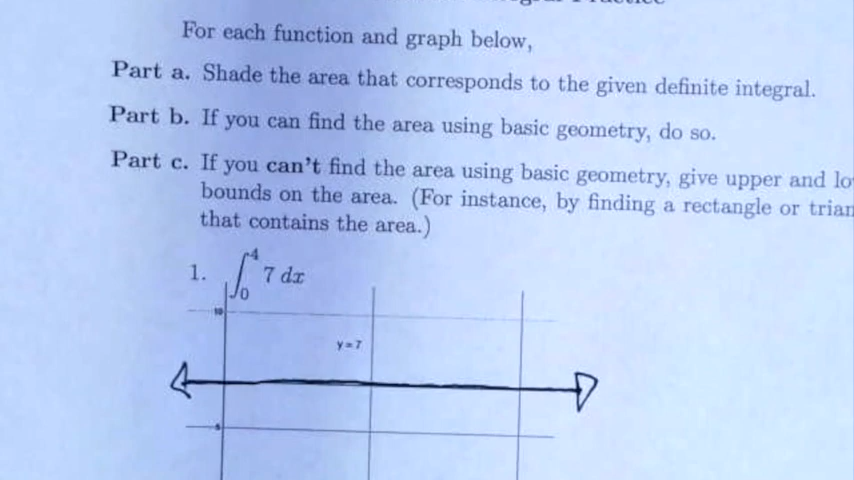 For each function and graph below,
Part a. Shade the area that corresponds to the given definite integral.
Part b. If you can find the area using basic geometry, do so.
Part c. If you can't find the area using basic geometry, give upper and
bounds on the area. (For instance, by finding a rectangle or
that contains the area.)
1. ∫₀⁴ 7 dx
10
y=7
5